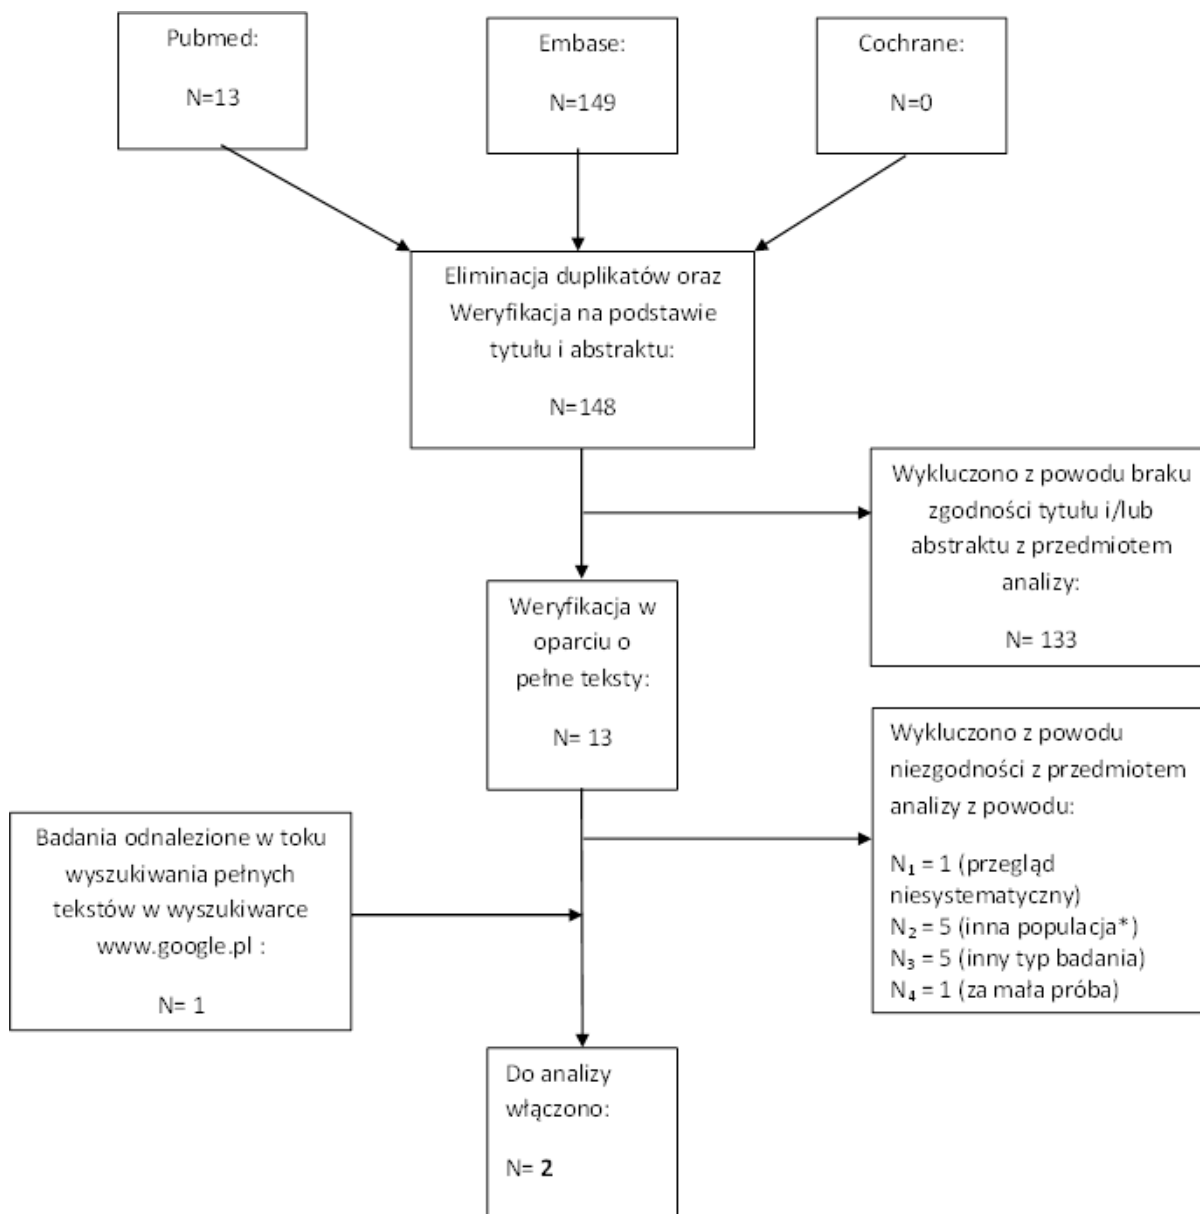 Pubmed:
N=13
Embase:
N=149
Cochrane:
N=0
Eliminacja duplikatów oraz
Weryfikacja na podstawie
tytułu i abstraktu:
N=148
Wykluczono z powodu braku
zgodności tytułu i/lub
abstraktu z przedmiotem
analizy:
N= 133
Weryfikacja w
oparciu o
pełne teksty:
N= 13
Wykluczono z powodu
niezgodności z przedmiotem
analizy z powodu:
N₁ = 1 (przegląd
niesystematyczny)
N₂ = 5 (inna populacja*)
N₃ = 5 (inny typ badania)
N₄ = 1 (za mała próba)
Badania odnalezione w toku
wyszukiwania pełnych
tekstów w wyszukiwarce
www.google.pl :
N= 1
Do analizy
włączono:
N= 2